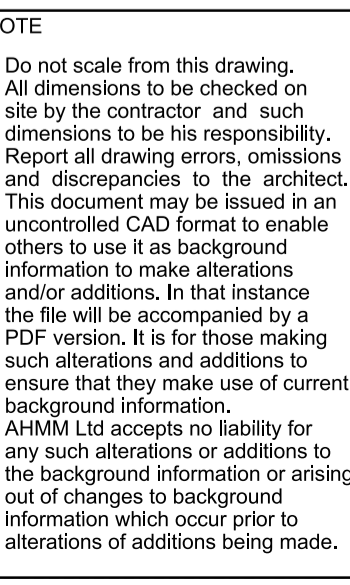 OTE
Do not scale from this drawing.
All dimensions to be checked on
site by the contractor and such
dimensions to be his responsibility.
Report all drawing errors, omissions
and discrepancies to the architect.
This document may be issued in an
uncontrolled CAD format to enable
others to use it as background
information to make alterations
and/or additions. In that instance
the file will be accompanied by a
PDF version. It is for those making
such alterations and additions to
ensure that they make use of current
background information.
AHMM Ltd accepts no liability for
any such alterations or additions to
the background information or arising
out of changes to background
information which occur prior to
alterations of additions being made.